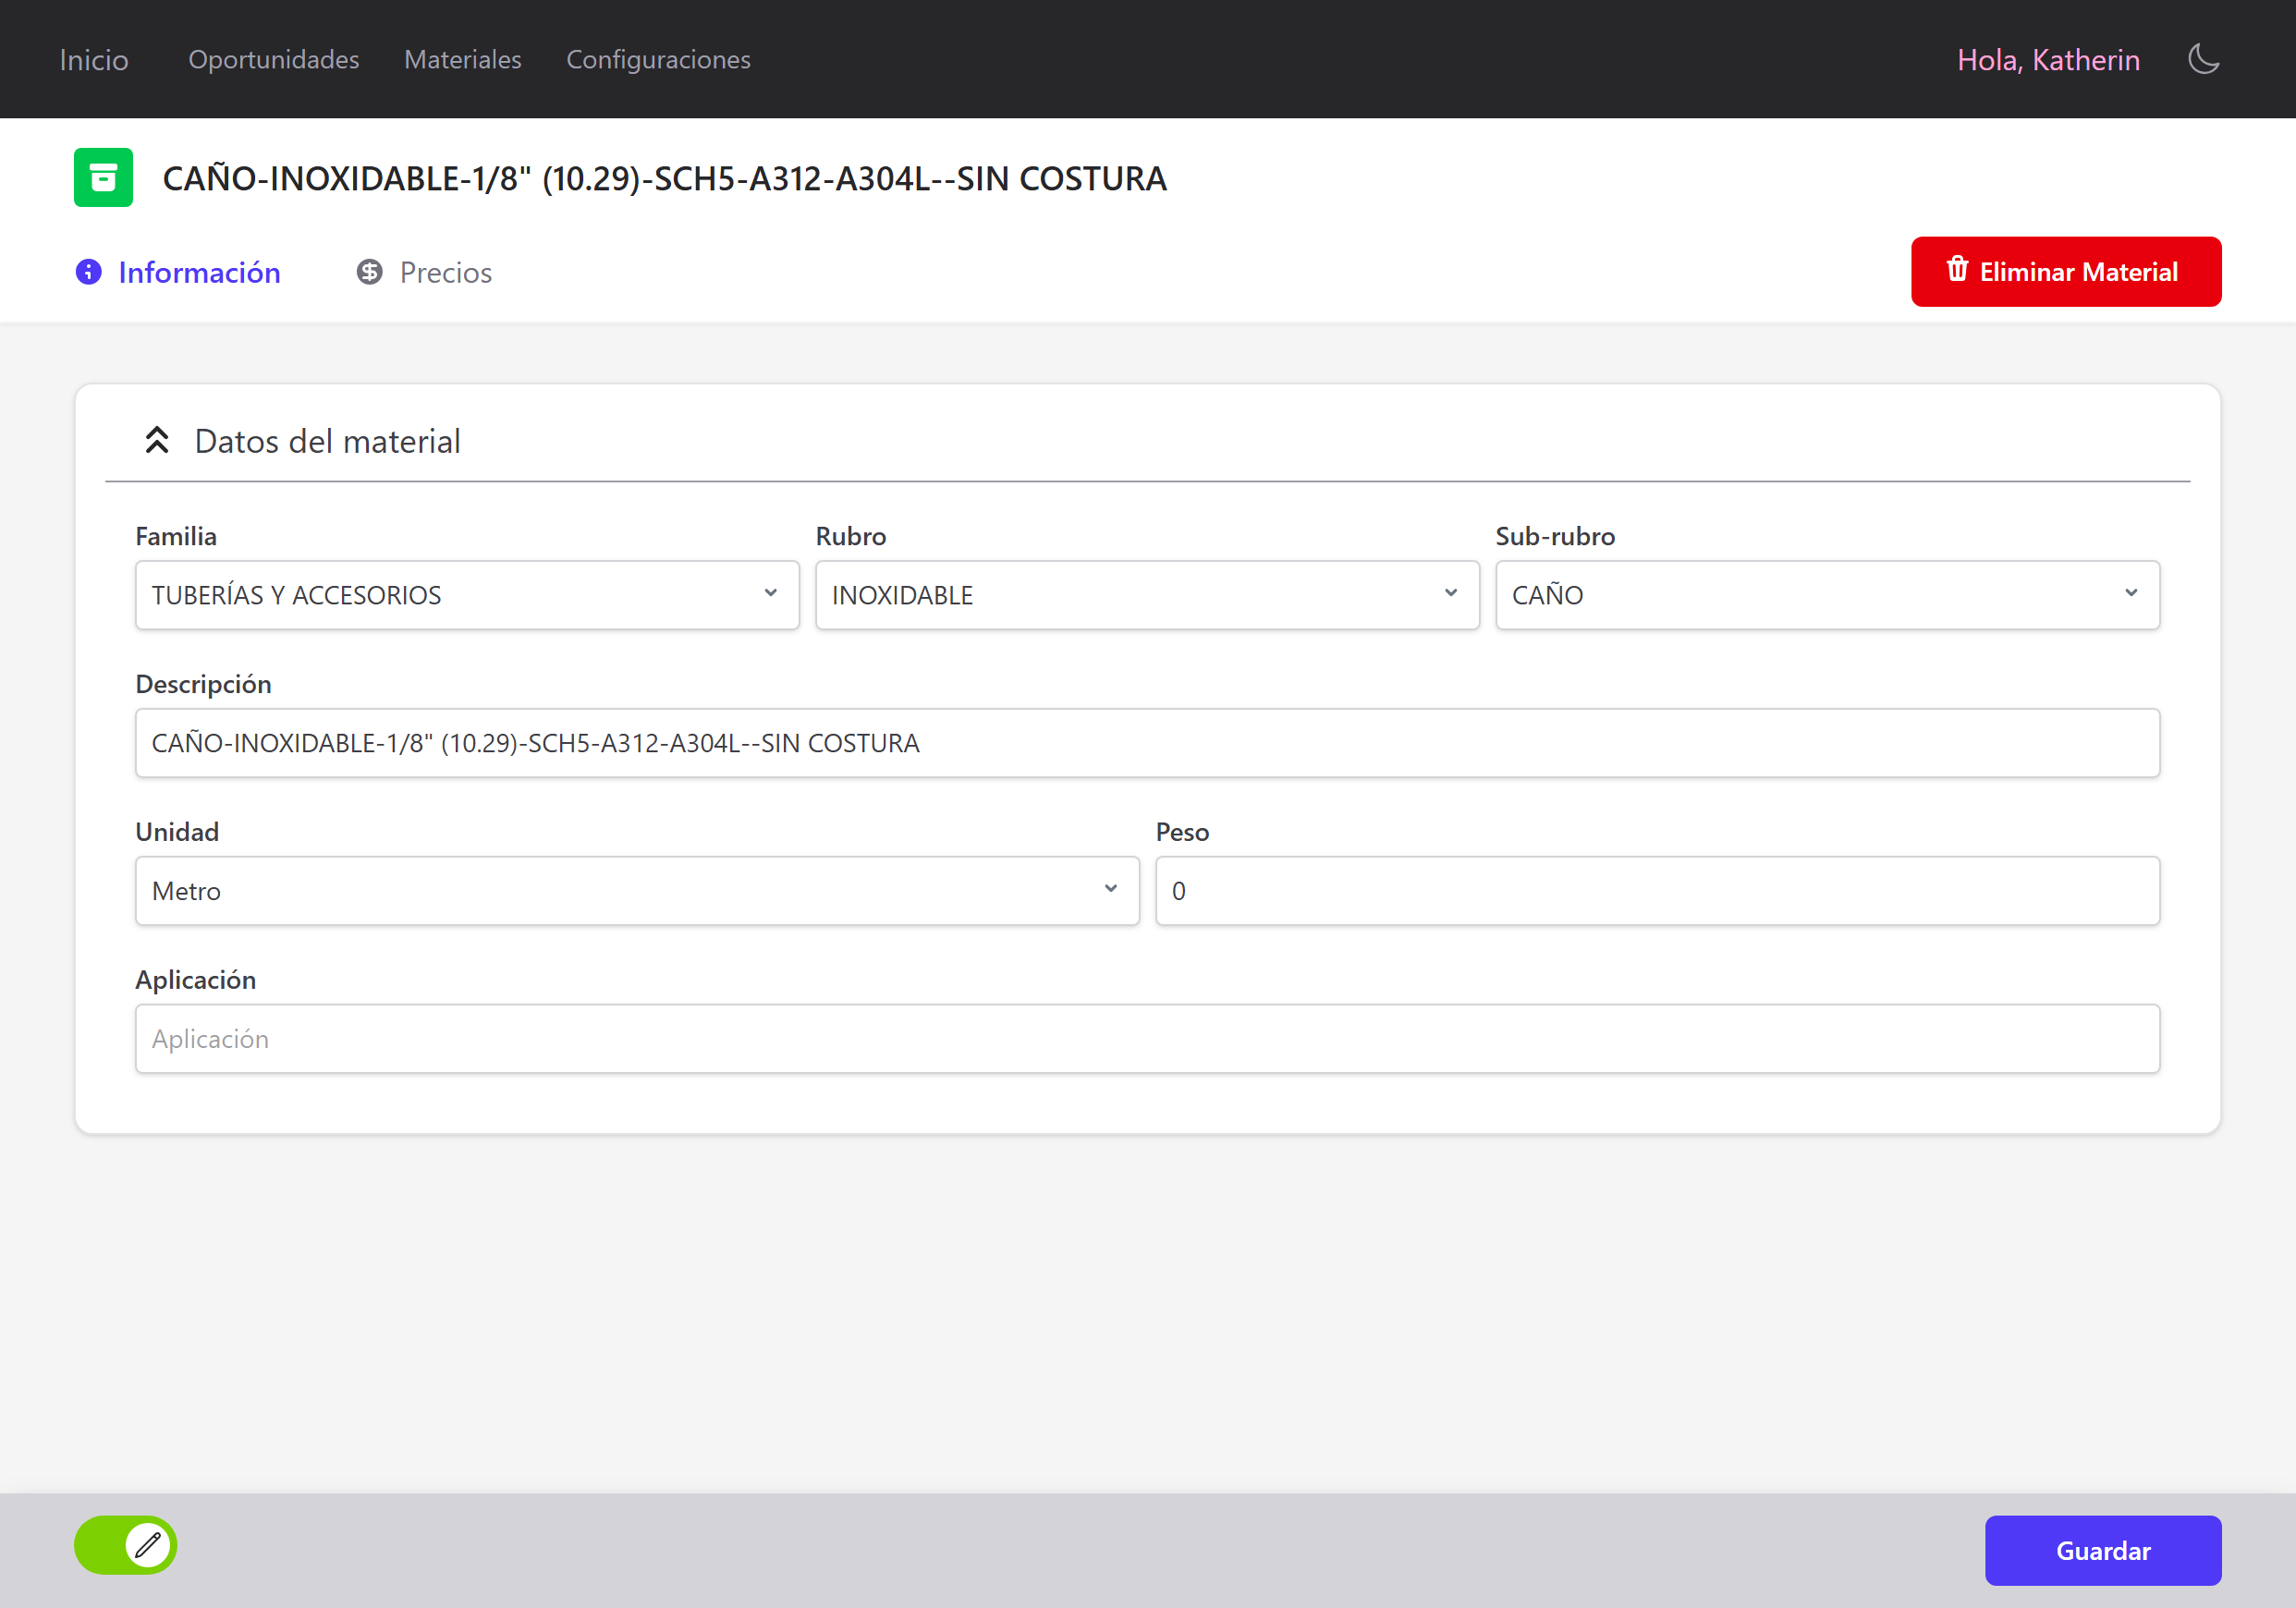 Inicio Oportunidades Materiales Configuraciones Hola, Katherin
CAÑO-INOXIDABLE-1/8" (10.29)-SCH5-A312-A304L--SIN COSTURA
Información Precios Eliminar Material
Datos del material
Familia Rubro Sub-rubro
TUBERÍAS Y ACCESORIOS INOXIDABLE CAÑO
Descripción
CAÑO-INOXIDABLE-1/8" (10.29)-SCH5-A312-A304L--SIN COSTURA
Unidad Peso
Metro 0
Aplicación
Aplicación
Guardar